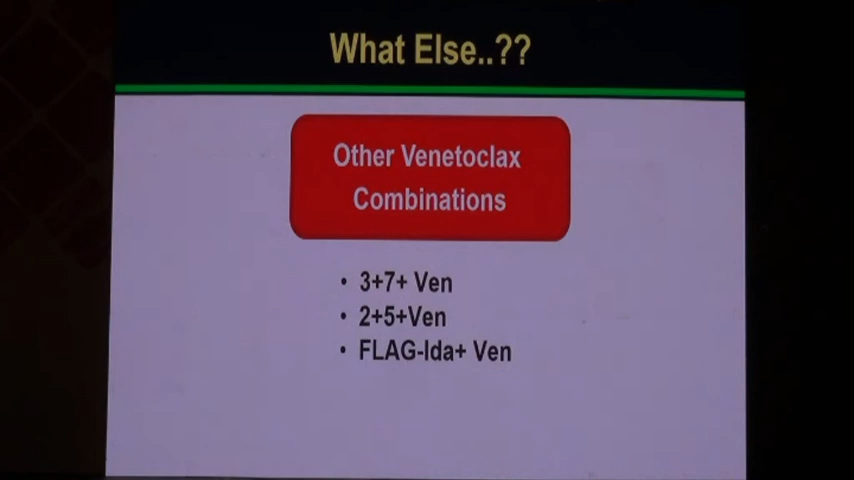 What Else..??
Other Venetoclax
Combinations
• 3+7+ Ven
• 2+5+Ven
• FLAG-Ida+ Ven